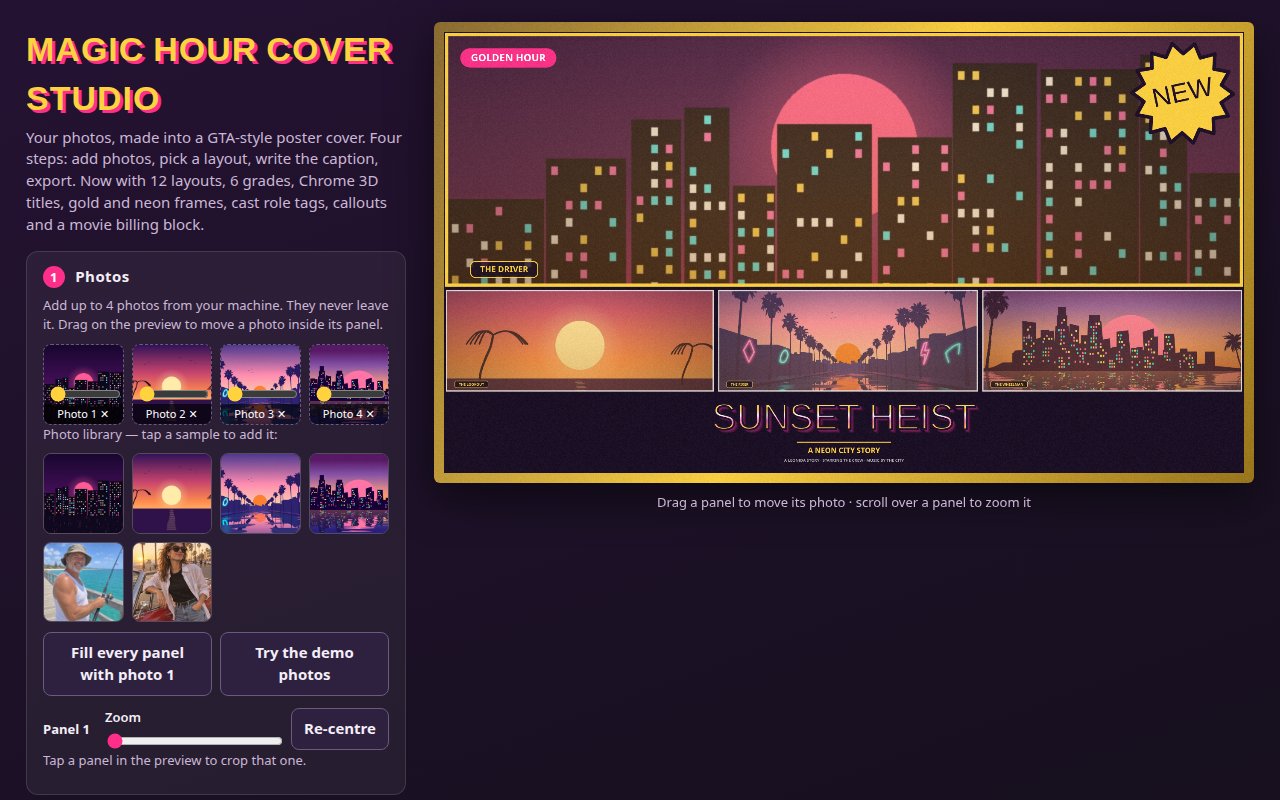 MAGIC HOUR COVER
STUDIO
Your photos, made into a GTA-style poster cover. Four
steps: add photos, pick a layout, write the caption,
export. Now with 12 layouts, 6 grades, Chrome 3D
titles, gold and neon frames, cast role tags, callouts
and a movie billing block.
1 Photos
Add up to 4 photos from your machine. They never leave
it. Drag on the preview to move a photo inside its panel.
Photo 1 ✕
Photo 2 ✕
Photo 3 ✕
Photo 4 ✕
Photo library — tap a sample to add it:
Fill every panel
with photo 1
Try the demo
photos
Panel 1
Zoom
Re-centre
Tap a panel in the preview to crop that one.
GOLDEN HOUR
NEW
THE DRIVER
THE LOOKOUT
THE FIXER
THE WHEELMAN
SUNSET HEIST
A NEON CITY STORY
Drag a panel to move its photo · scroll over a panel to zoom it